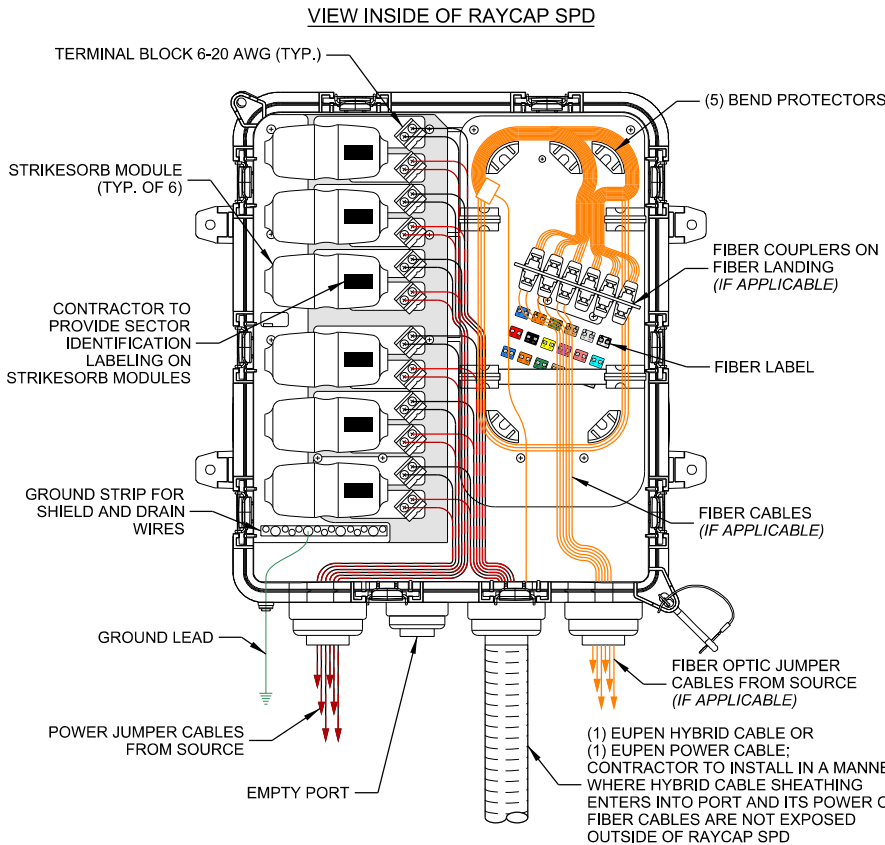 VIEW INSIDE OF RAYCAP SPD
TERMINAL BLOCK 6-20 AWG (TYP.)
(5) BEND PROTECTORS
STRIKESORB MODULE
(TYP. OF 6)
FIBER COUPLERS ON
FIBER LANDING
(IF APPLICABLE)
CONTRACTOR TO
PROVIDE SECTOR
IDENTIFICATION
LABELING ON
STRIKESORB MODULES
FIBER LABEL
GROUND STRIP FOR
SHIELD AND DRAIN
WIRES
FIBER CABLES
(IF APPLICABLE)
GROUND LEAD
FIBER OPTIC JUMPER
CABLES FROM SOURCE
(IF APPLICABLE)
POWER JUMPER CABLES
FROM SOURCE
EMPTY PORT
(1) EUPEN HYBRID CABLE OR
(1) EUPEN POWER CABLE;
CONTRACTOR TO INSTALL IN A MANNE
WHERE HYBRID CABLE SHEATHING
ENTERS INTO PORT AND ITS POWER O
FIBER CABLES ARE NOT EXPOSED
OUTSIDE OF RAYCAP SPD